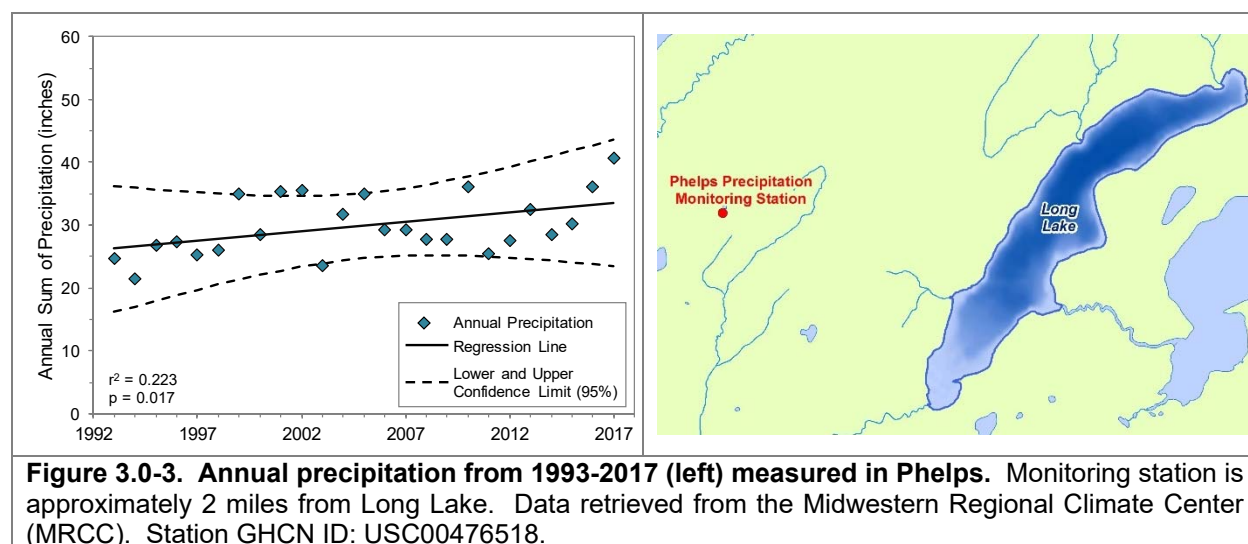 60
50
40
30
20
10
0
Annual Sum of Precipitation (inches)
Annual Precipitation
Regression Line
Lower and Upper
Confidence Limit (95%)
r² = 0.223
p = 0.017
1992 1997 2002 2007 2012 2017
Phelps Precipitation
Monitoring Station
Long
Lake
Figure 3.0-3. Annual precipitation from 1993-2017 (left) measured in Phelps. Monitoring station is
approximately 2 miles from Long Lake. Data retrieved from the Midwestern Regional Climate Center
(MRCC). Station GHCN ID: USC00476518.